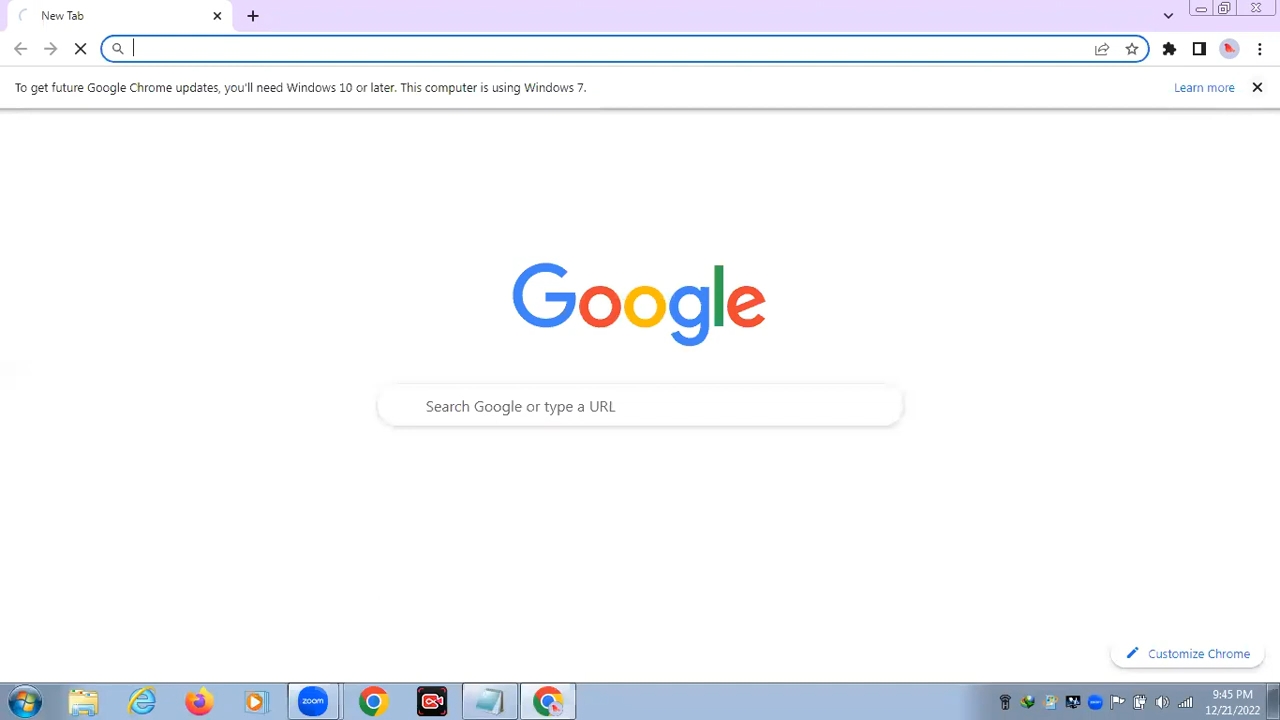 New Tab
To get future Google Chrome updates, you'll need Windows 10 or later. This computer is using Windows 7.
Learn more
Google
Search Google or type a URL
Customize Chrome
zoom
9:45 PM
12/21/2022